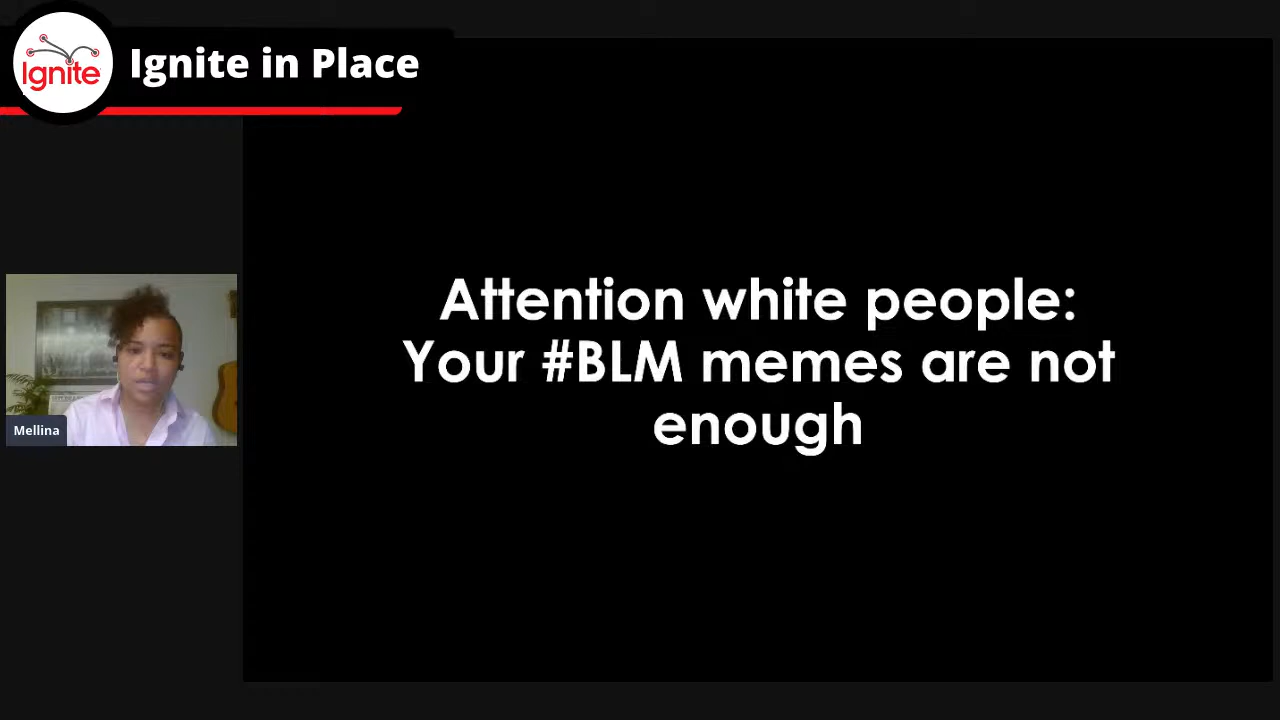 Ignite
Ignite in Place
Attention white people:
Your #BLM memes are not
enough
Mellina